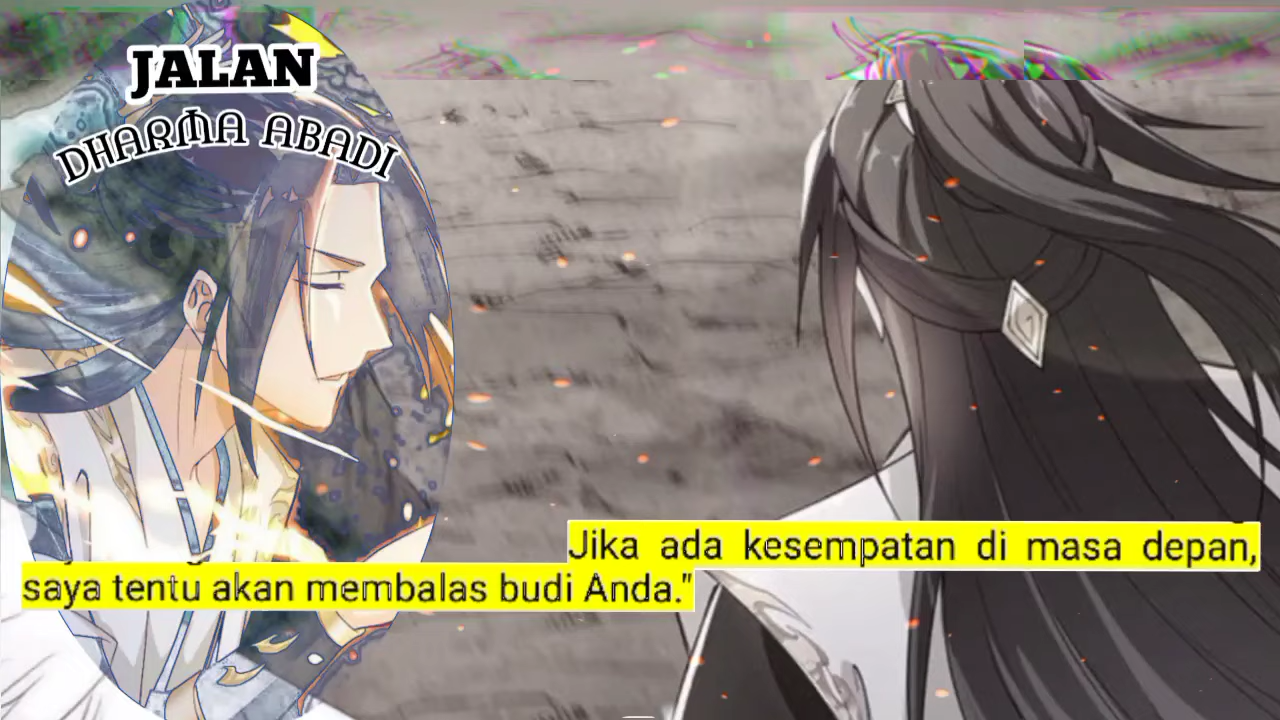 JALAN
DHARMA ABADI
Jika ada kesempatan di masa depan,
saya tentu akan membalas budi Anda."